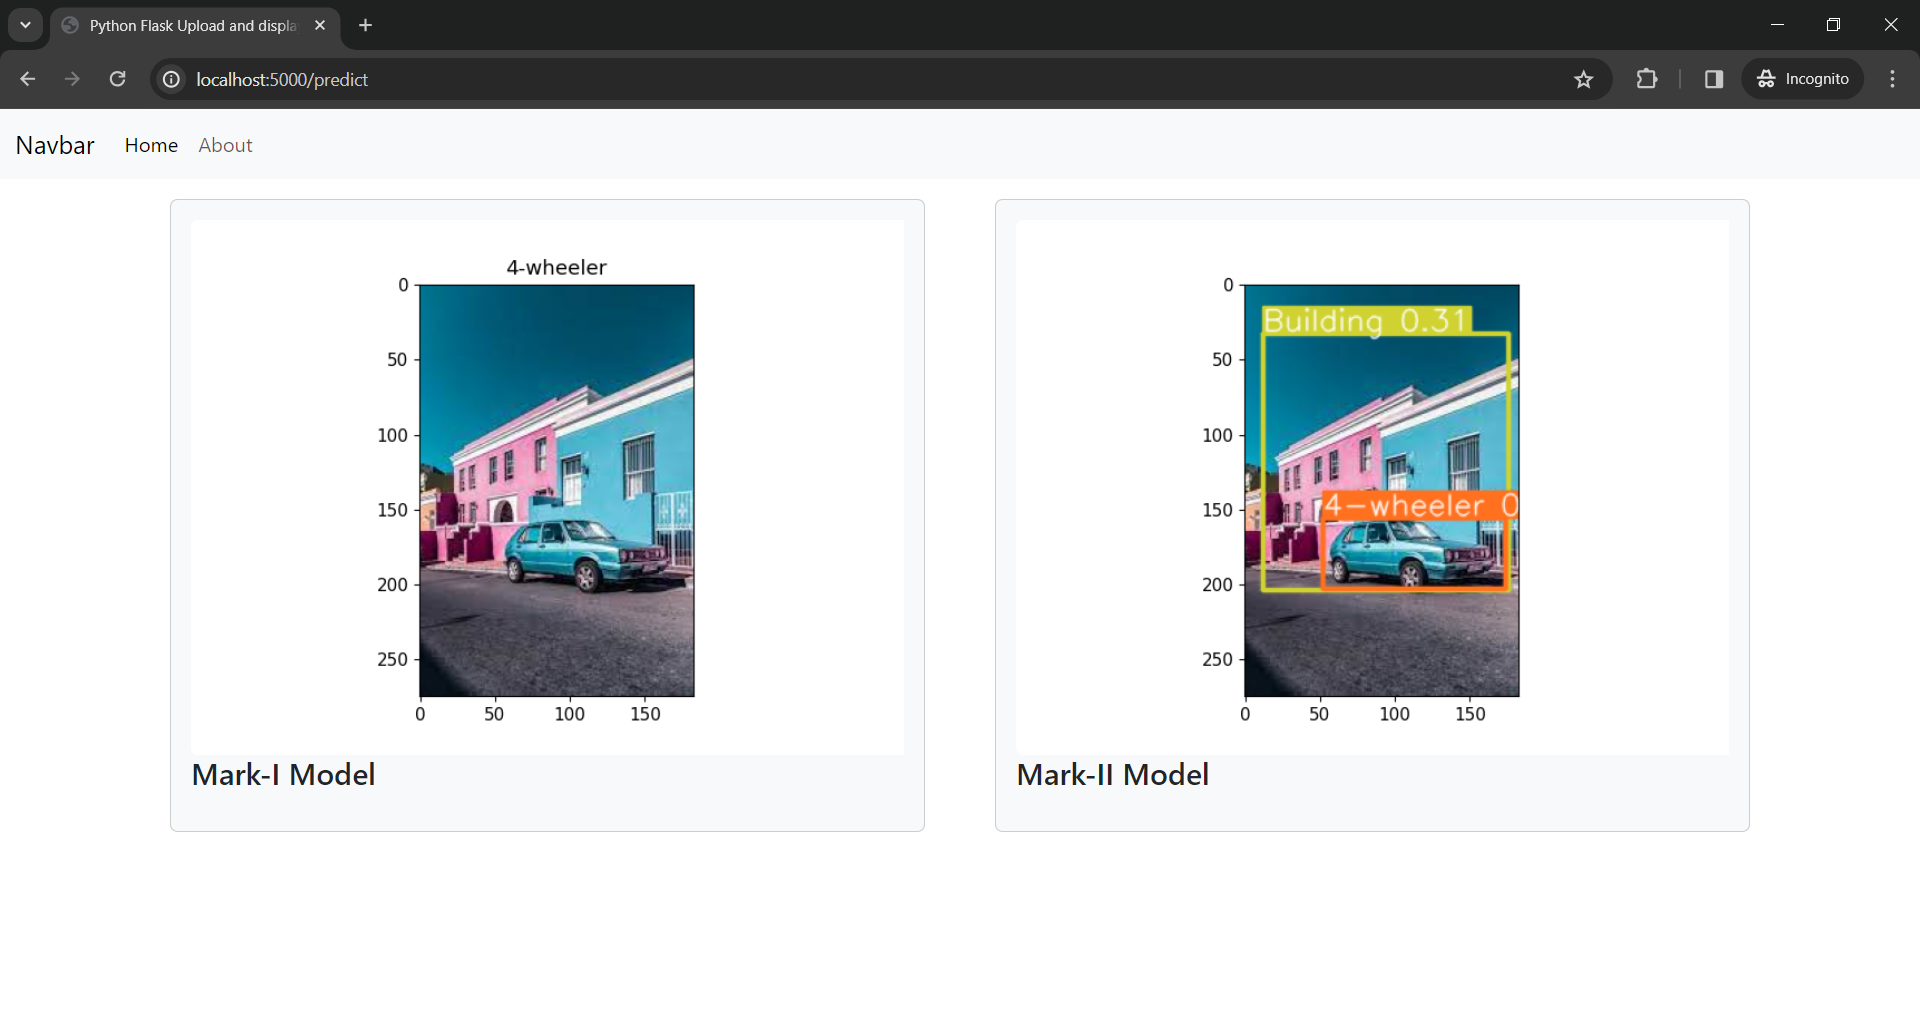 Python Flask Upload and displa
localhost:5000/predict
Incognito
Navbar Home About
4-wheeler
0
50
100
150
200
250
0 50 100 150
Mark-I Model
Building 0.31
4-wheeler 0
0
50
100
150
200
250
0 50 100 150
Mark-II Model